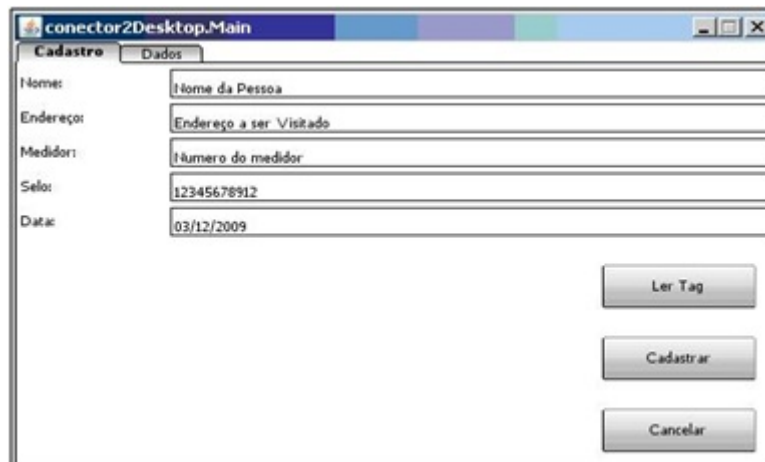 conector2Desktop.Main
Cadastro Dados
Nome: Nome da Pessoa
Endereço: Endereço a ser Visitado
Medidor: Numero do medidor
Selo: 12345678912
Data: 03/12/2009
Ler Tag
Cadastrar
Cancelar